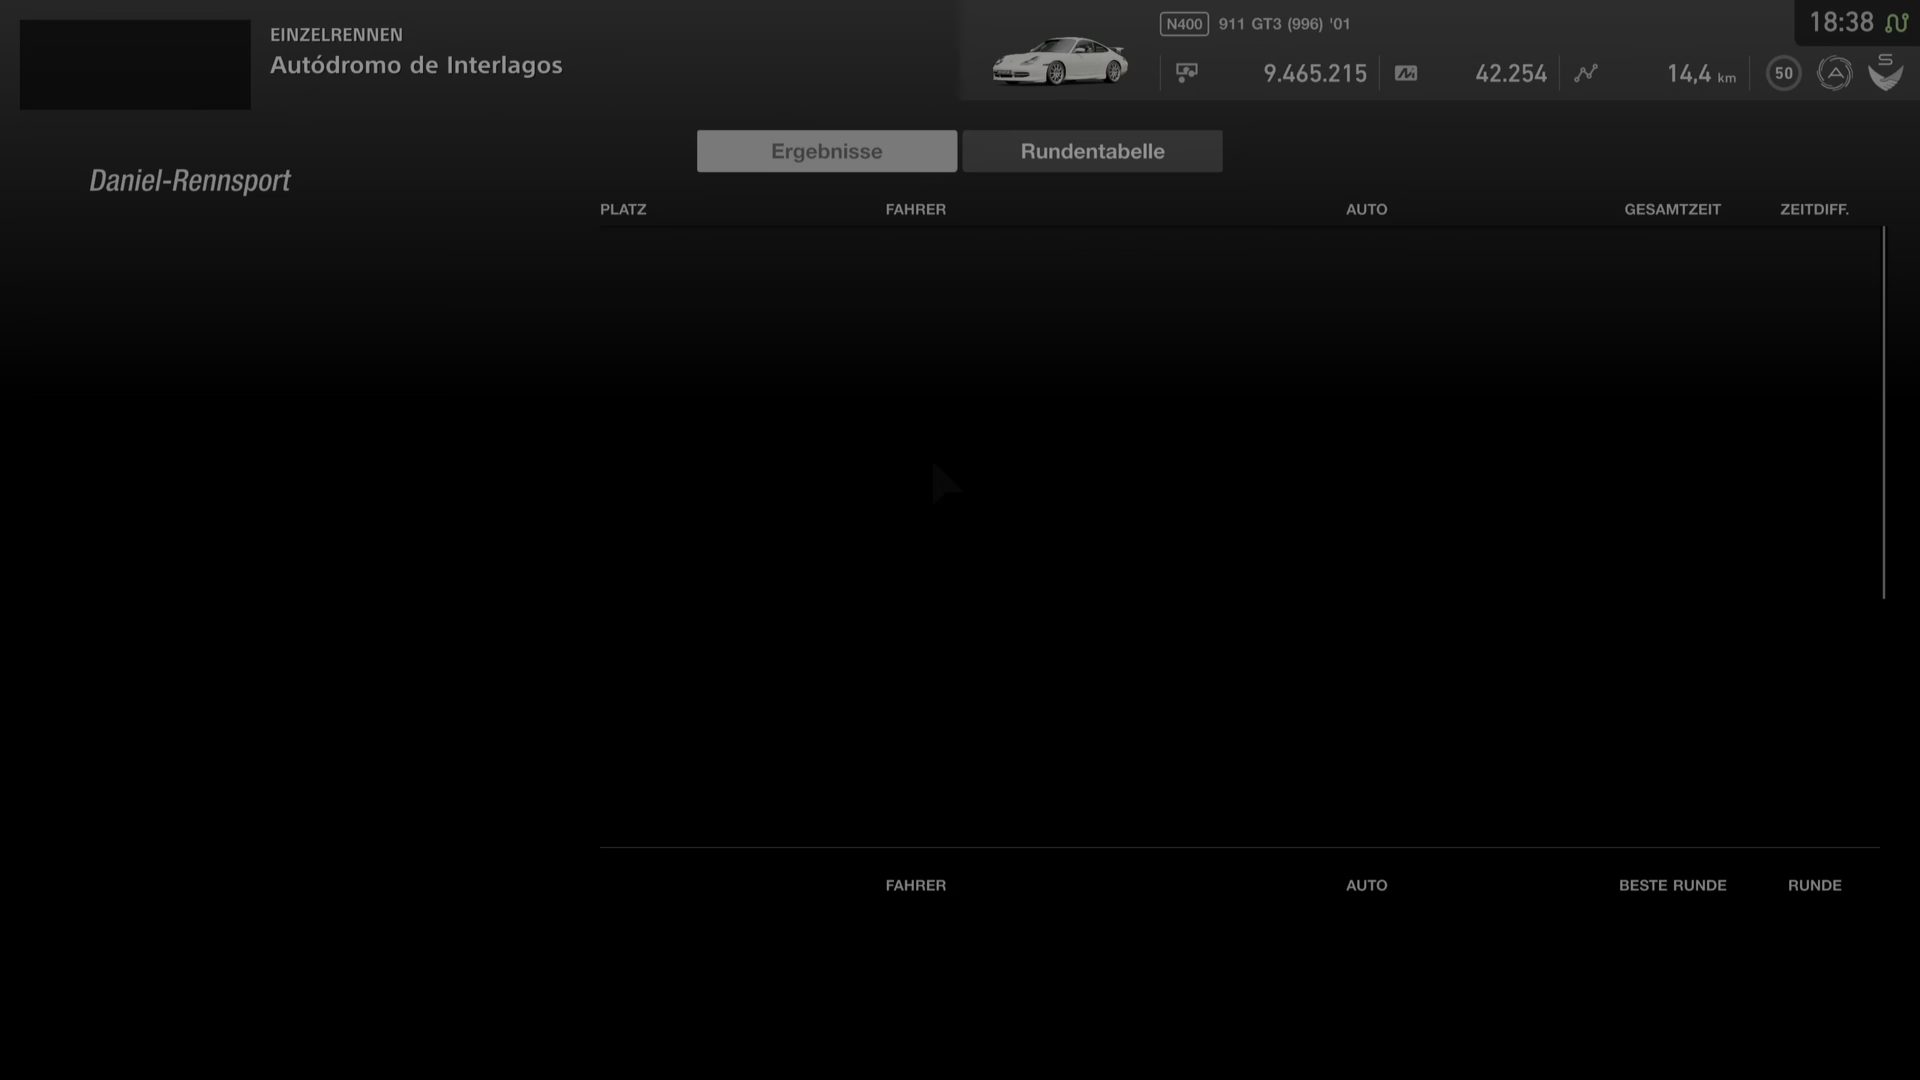 EINZELRENNEN
Autódromo de Interlagos
N400 911 GT3 (996) '01
18:38
9.465.215 42.254 14,4 km 50 A S
Ergebnisse Rundentabelle
Daniel-Rennsport
PLATZ FAHRER AUTO GESAMTZEIT ZEITDIFF.
FAHRER AUTO BESTE RUNDE RUNDE